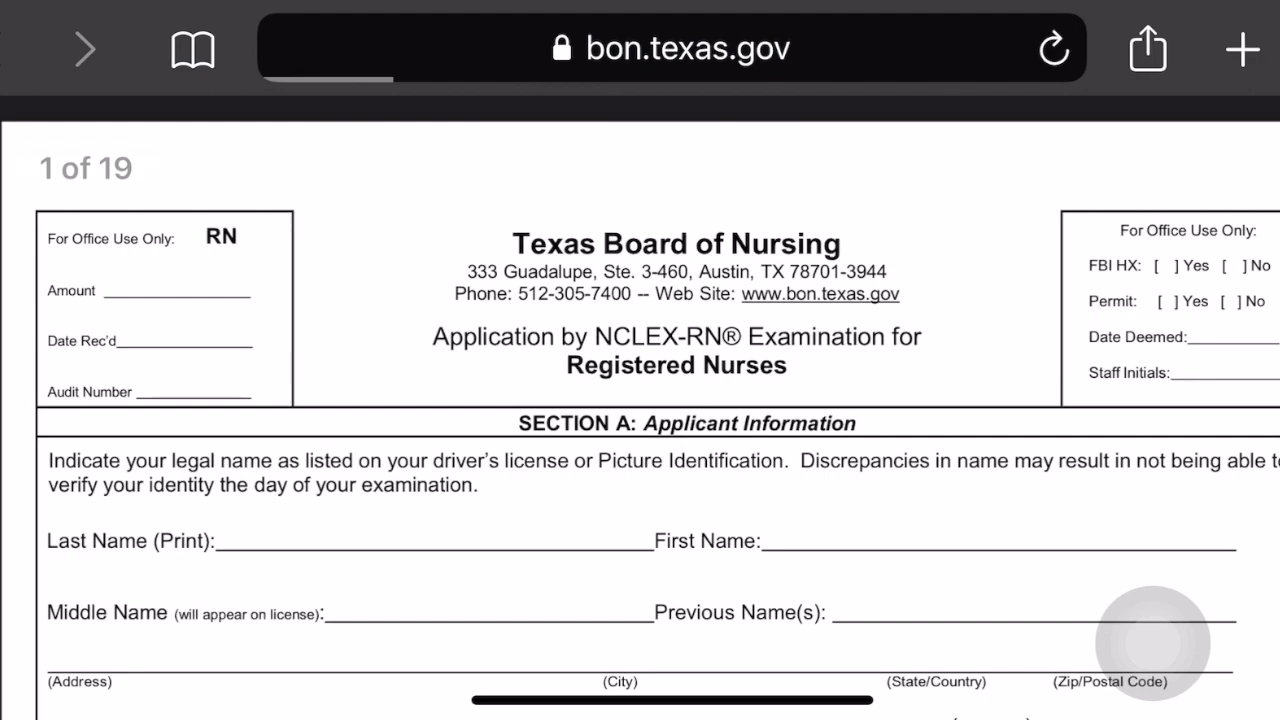 bon.texas.gov
1 of 19
For Office Use Only: RN
Amount
Date Rec'd
Audit Number
Texas Board of Nursing
333 Guadalupe, Ste. 3-460, Austin, TX 78701-3944
Phone: 512-305-7400 -- Web Site: www.bon.texas.gov
Application by NCLEX-RN® Examination for
Registered Nurses
For Office Use Only:
FBI HX: [ ] Yes [ ] No
Permit: [ ] Yes [ ] No
Date Deemed:
Staff Initials:
SECTION A: Applicant Information
Indicate your legal name as listed on your driver's license or Picture Identification. Discrepancies in name may result in not being able to
verify your identity the day of your examination.
Last Name (Print): First Name:
Middle Name (will appear on license): Previous Name(s):
(Address) (City) (State/Country) (Zip/Postal Code)